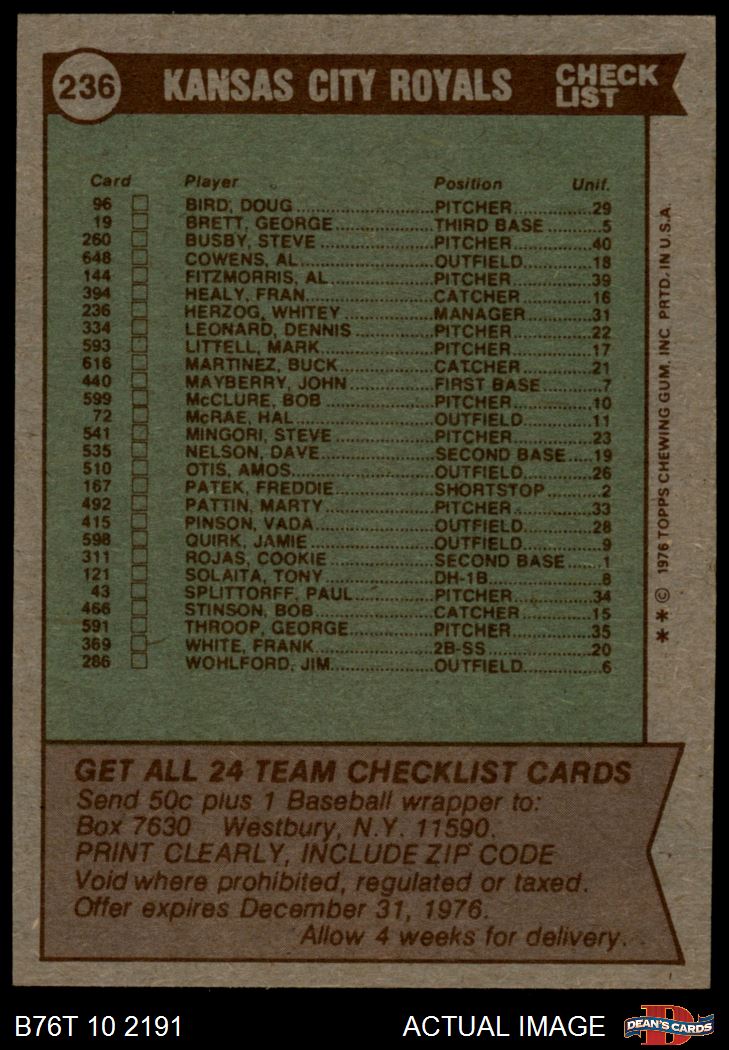 236 KANSAS CITY ROYALS CHECK LIST
Card Player Position Unif.
96 BIRD, DOUG PITCHER 29
19 BRETT, GEORGE THIRD BASE 5
260 BUSBY, STEVE PITCHER 40
648 COWENS, AL OUTFIELD 18
144 FITZMORRIS, AL PITCHER 39
394 HEALY, FRAN CATCHER 16
236 HERZOG, WHITEY MANAGER 31
334 LEONARD, DENNIS PITCHER 22
593 LITTELL, MARK PITCHER 17
616 MARTINEZ, BUCK CATCHER 21
440 MAYBERRY, JOHN FIRST BASE 7
599 McCLURE, BOB PITCHER 10
72 McRAE, HAL OUTFIELD 11
541 MINGORI, STEVE PITCHER 23
535 NELSON, DAVE SECOND BASE 19
510 OTIS, AMOS OUTFIELD 26
167 PATEK, FREDDIE SHORTSTOP 2
492 PATTIN, MARTY PITCHER 33
415 PINSON, VADA OUTFIELD 28
598 QUIRK, JAMIE OUTFIELD 9
311 ROJAS, COOKIE SECOND BASE 1
121 SOLAITA, TONY DH-1B 8
43 SPLITTORFF, PAUL PITCHER 34
466 STINSON, BOB CATCHER 15
591 THROOP, GEORGE PITCHER 35
369 WHITE, FRANK 2B-SS 20
286 WOHLFORD, JIM OUTFIELD 6
** © 1976 TOPPS CHEWING GUM, INC. PRTD. IN U.S.A.
GET ALL 24 TEAM CHECKLIST CARDS
Send 50c plus 1 Baseball wrapper to:
Box 7630 Westbury, N.Y. 11590.
PRINT CLEARLY, INCLUDE ZIP CODE
Void where prohibited, regulated or taxed.
Offer expires December 31, 1976.
Allow 4 weeks for delivery.
B76T 10 2191 ACTUAL IMAGE DEAN'S CARDS